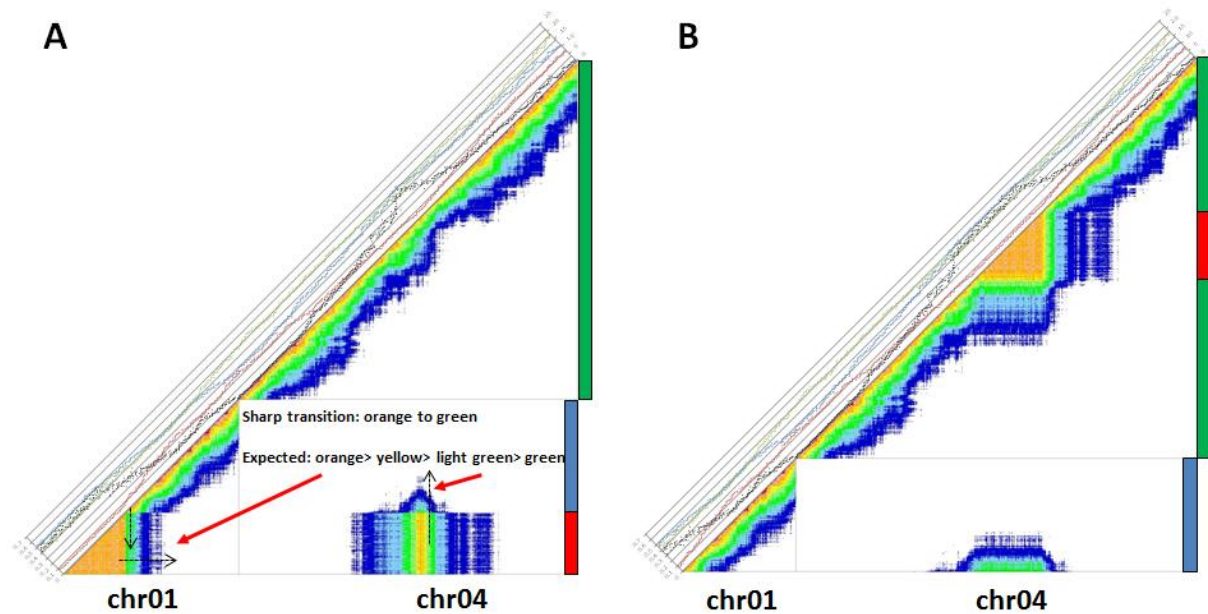 A
B
Sharp transition: orange to green
Expected: orange> yellow> light green> green
chr01
chr04
chr01
chr04